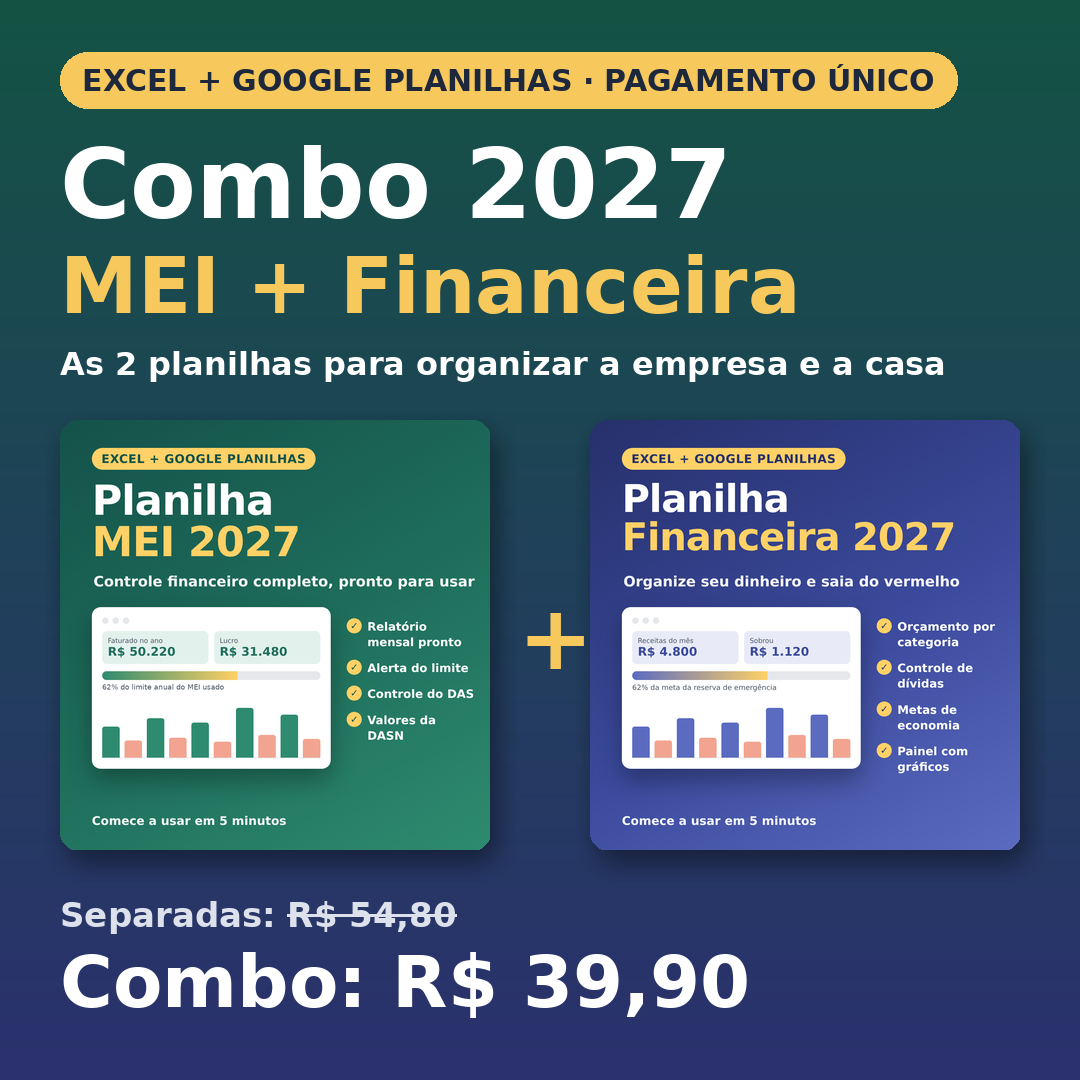 EXCEL + GOOGLE PLANILHAS · PAGAMENTO ÚNICO
Combo 2027
MEI + Financeira
As 2 planilhas para organizar a empresa e a casa
EXCEL + GOOGLE PLANILHAS
Planilha
MEI 2027
Controle financeiro completo, pronto para usar
Faturado no ano
R$ 50.220
Lucro
R$ 31.480
62% do limite anual do MEI usado
✓ Relatório
mensal pronto
✓ Alerta do limite
✓ Controle do DAS
✓ Valores da
DASN
Comece a usar em 5 minutos
+
EXCEL + GOOGLE PLANILHAS
Planilha
Financeira 2027
Organize seu dinheiro e saia do vermelho
Receitas do mês
R$ 4.800
Sobrou
R$ 1.120
62% da meta da reserva de emergência
✓ Orçamento por
categoria
✓ Controle de
dívidas
✓ Metas de
economia
✓ Painel com
gráficos
Comece a usar em 5 minutos
Separadas: R$ 54,80
Combo: R$ 39,90